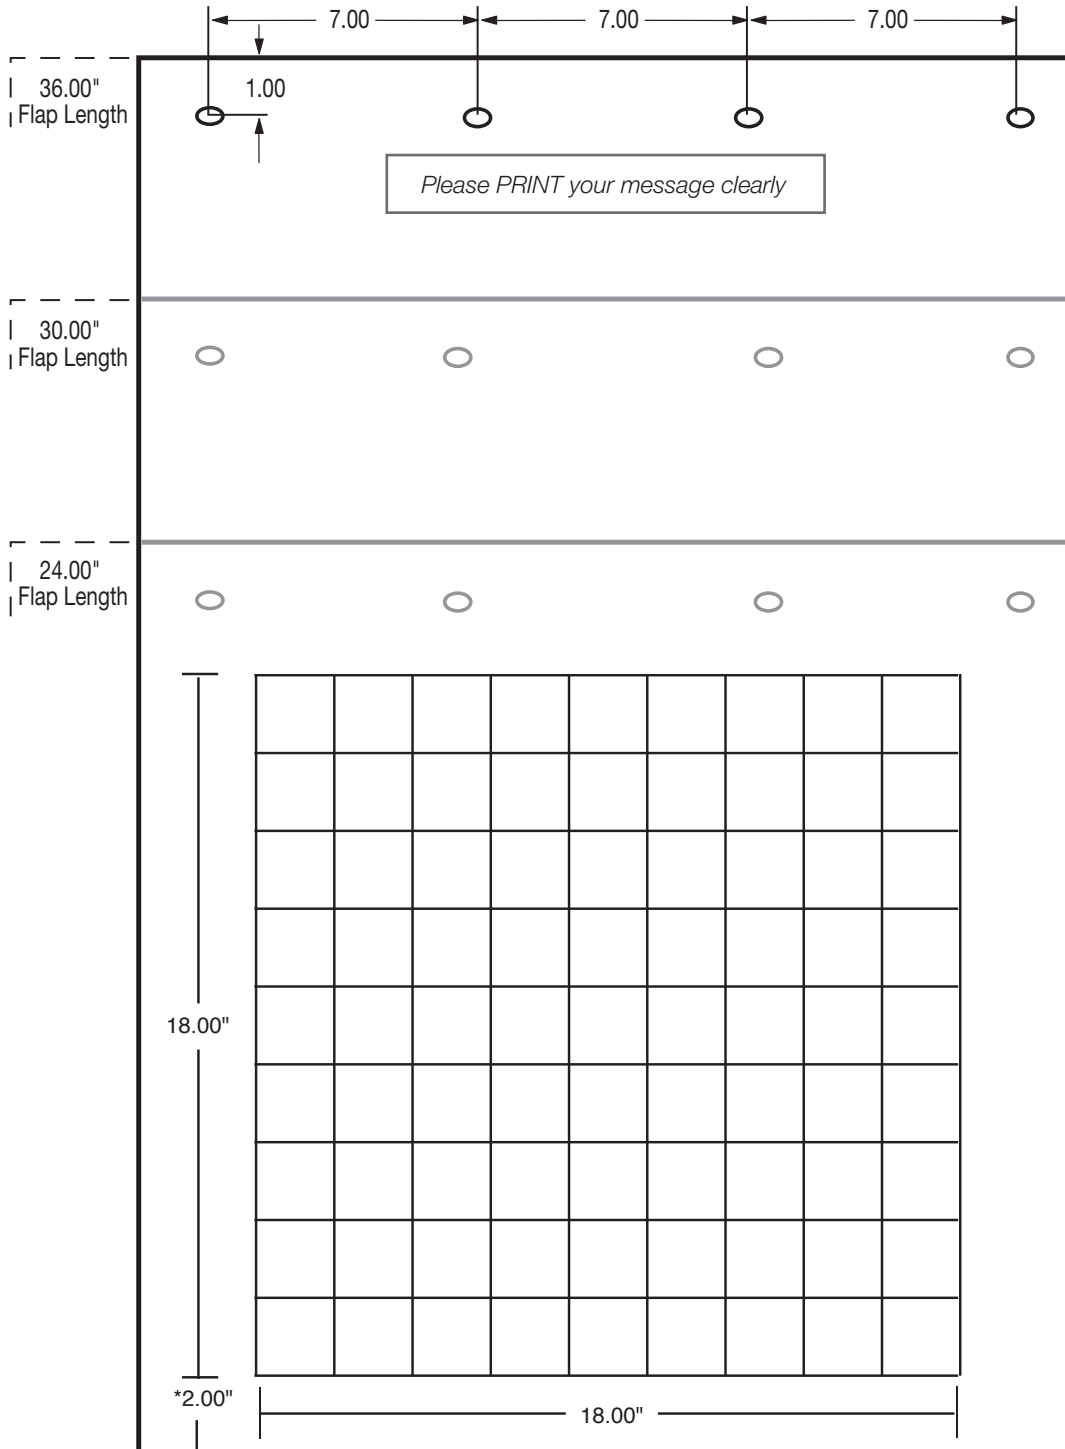 7.00 7.00 7.00
36.00"
Flap Length
1.00
Please PRINT your message clearly
30.00"
Flap Length
24.00"
Flap Length
18.00"
*2.00"
18.00"